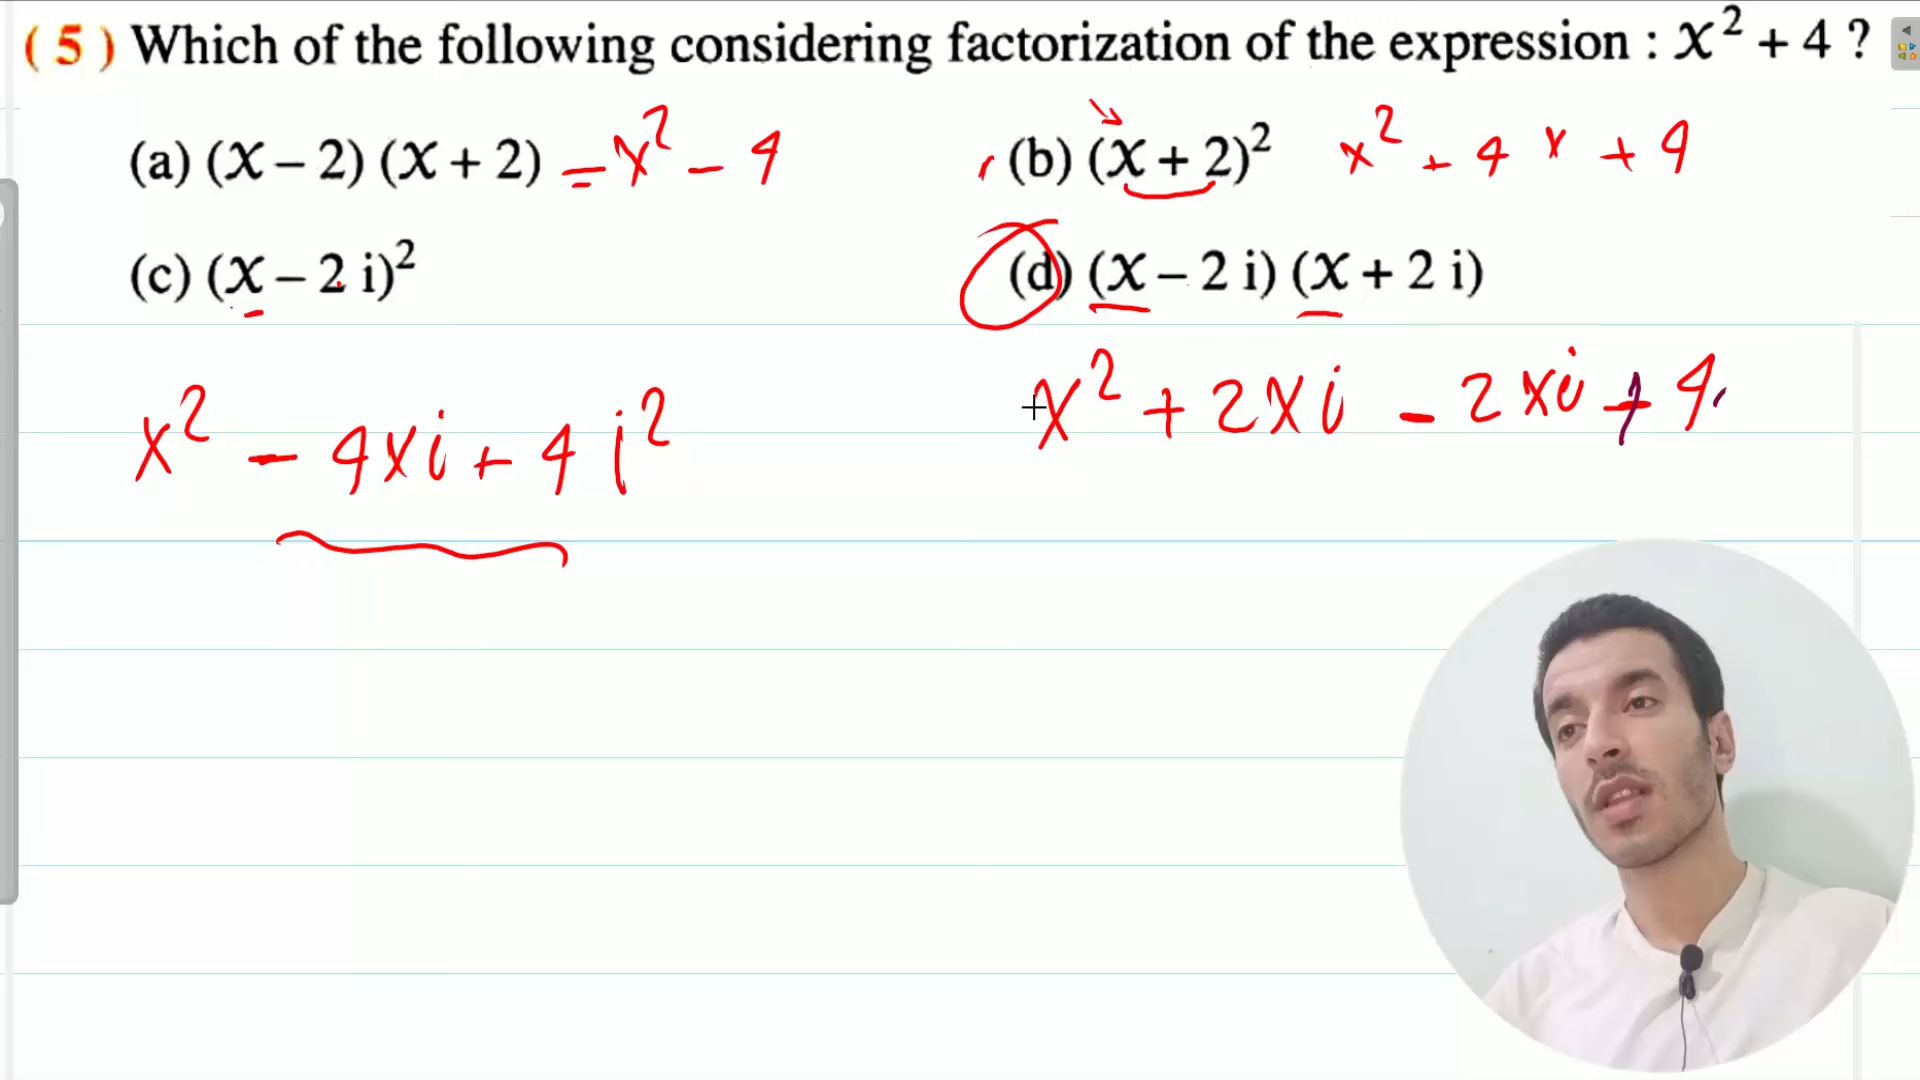 ( 5 ) Which of the following considering factorization of the expression : x² + 4 ?
(a) (x – 2) (x + 2) = x² - 4
(b) (x + 2)² x² + 4 x + 4
(c) (x – 2 i)²
(d) (x – 2 i) (x + 2 i)
x² - 4xi + 4 i²
x² + 2xi - 2xi + 4